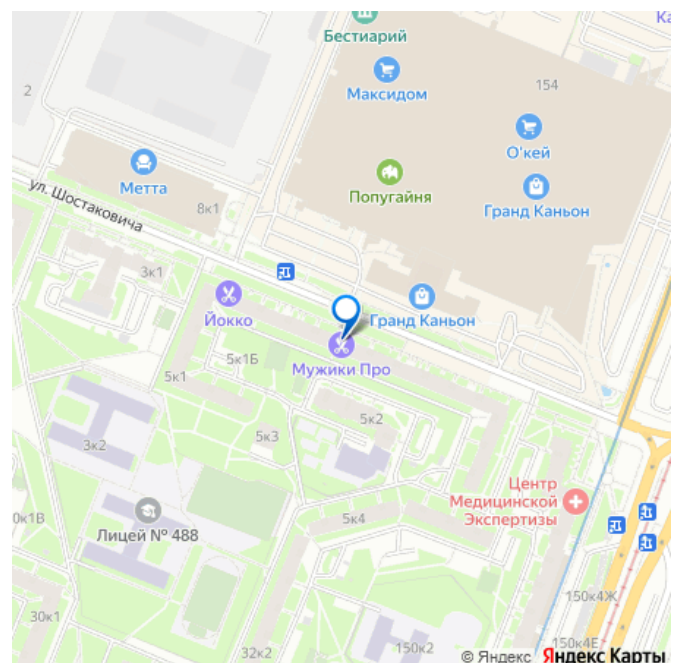 Ка
Бестиарий
154
Максидом
2
О'кей
Метта
Попугайня
Гранд Каньон
8к1
ул. Шостаковича
3к1
Йокко
Гранд Каньон
5к1Б
Мужики Про
5к1
5к2
3к2
5к3
Центр
Медицинской
Экспертизы
0к1В
5к4
Лицей № 488
150к4Ж
30к1
32к2
150к2
150к4Е
© Яндекс Яндекс Карты